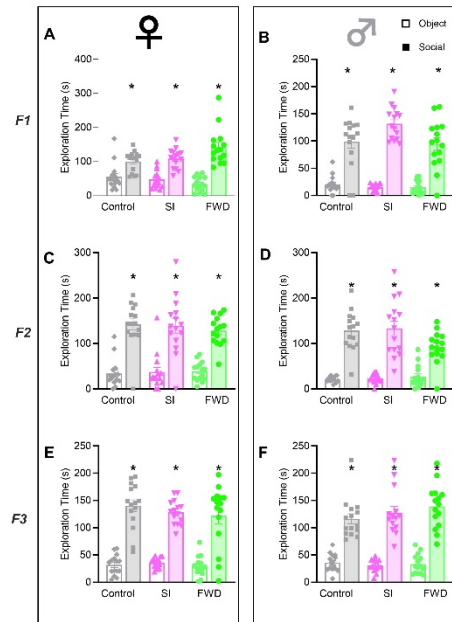 Object
Social
A
B
F1
Exploration Time (s)
400
300
200
100
0
* * *
Control SI FWD
Exploration Time (s)
250
200
150
100
50
0
* * *
Control SI FWD
C
D
F2
Exploration Time (s)
300
200
100
0
* * *
Control SI FWD
Exploration Time (s)
300
200
100
0
* * *
Control SI FWD
E
F
F3
Exploration Time (s)
250
200
150
100
50
0
* * *
Control SI FWD
Exploration Time (s)
250
200
150
100
50
0
* * *
Control SI FWD